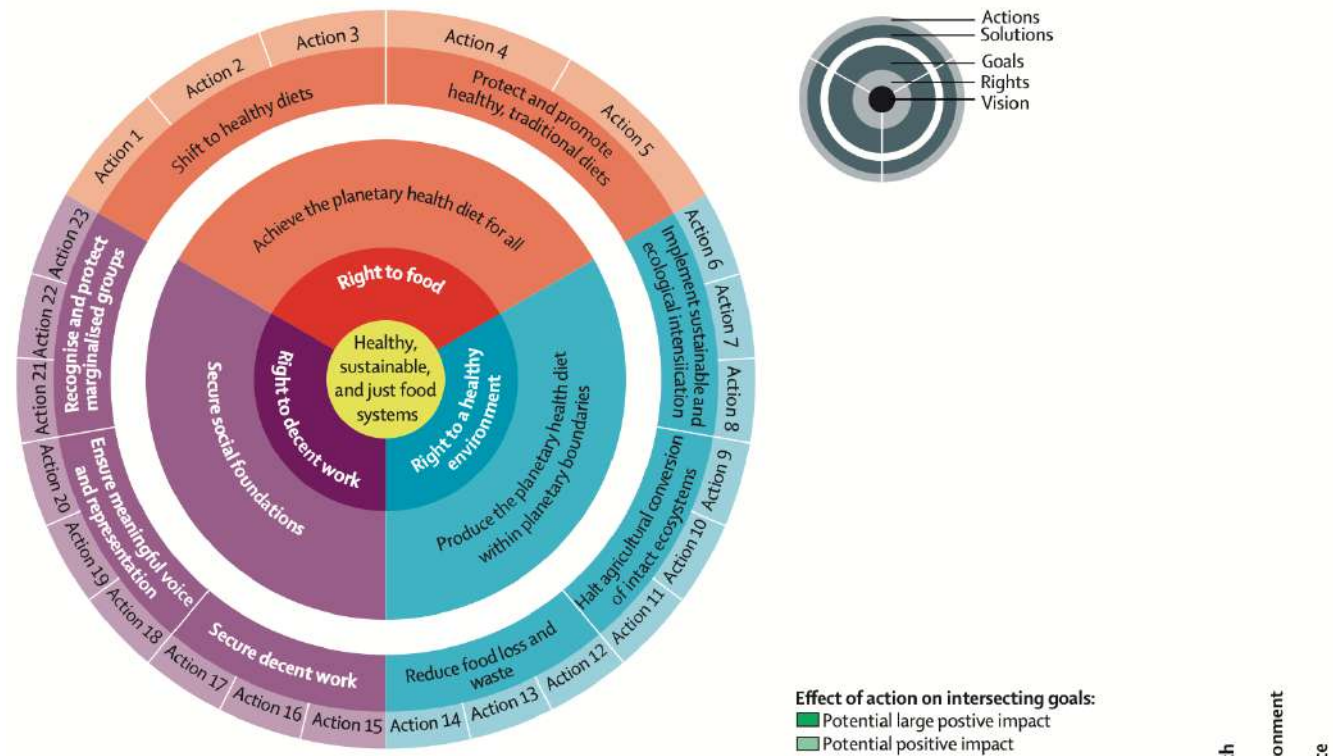 Action 1
Action 2
Action 3
Action 4
Action 5
Action 6
Action 7
Action 8
Action 9
Action 10
Action 11
Action 12
Action 13
Action 14
Action 15
Action 16
Action 17
Action 18
Action 19
Action 20
Action 21
Action 22
Action 23
Shift to healthy diets
Protect and promote
healthy, traditional diets
Implement sustainable and
ecological intensiication
Halt agricultural conversion
of intact ecosystems
Reduce food loss and
waste
Secure decent work
Ensure meaningful voice
and representation
Recognise and protect
marginalised groups
Achieve the planetary health diet for all
Produce the planetary health diet
within planetary boundaries
Secure social foundations
Right to food
Right to a healthy
environment
Right to decent work
Healthy,
sustainable,
and just food
systems
Actions
Solutions
Goals
Rights
Vision
Effect of action on intersecting goals:
Potential large postive impact
Potential positive impact